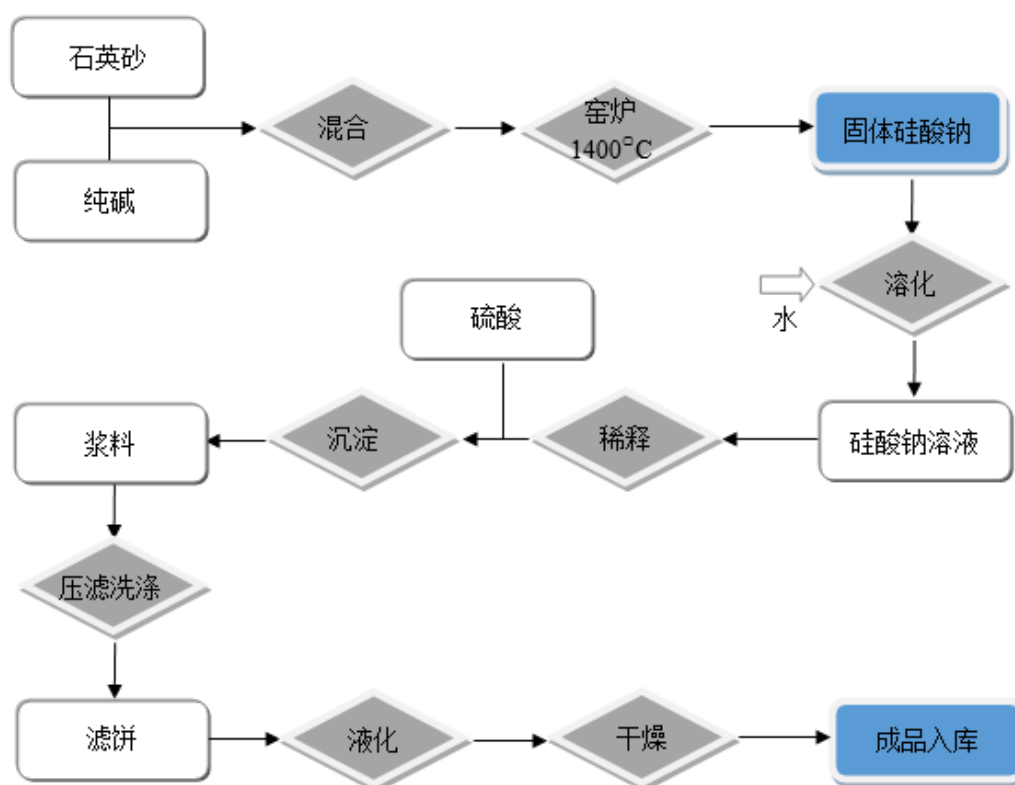 石英砂
纯碱
混合
窑炉
1400°C
固体硅酸钠
溶化
水
硅酸钠溶液
稀释
硫酸
沉淀
浆料
压滤洗涤
滤饼
液化
干燥
成品入库